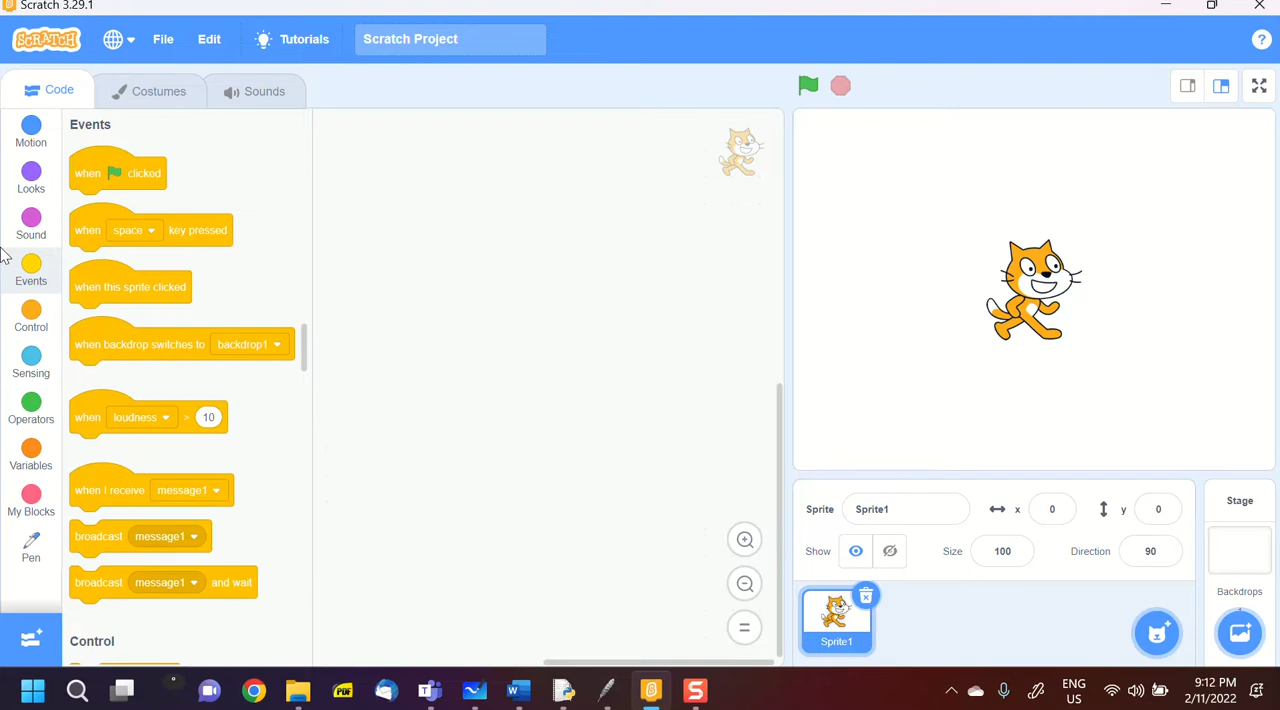 Scratch 3.29.1
SCRATCH
File
Edit
Tutorials
Scratch Project
?
Code
Costumes
Sounds
Motion
Looks
Sound
Events
Control
Sensing
Operators
Variables
My Blocks
Pen
Events
when clicked
when space key pressed
when this sprite clicked
when backdrop switches to backdrop1
when loudness > 10
when I receive message1
broadcast message1
broadcast message1 and wait
Control
Sprite Sprite1 x 0 y 0
Show Size 100 Direction 90
Sprite1
Stage
Backdrops
PDF
T
W
S
ENG
US
9:12 PM
2/11/2022